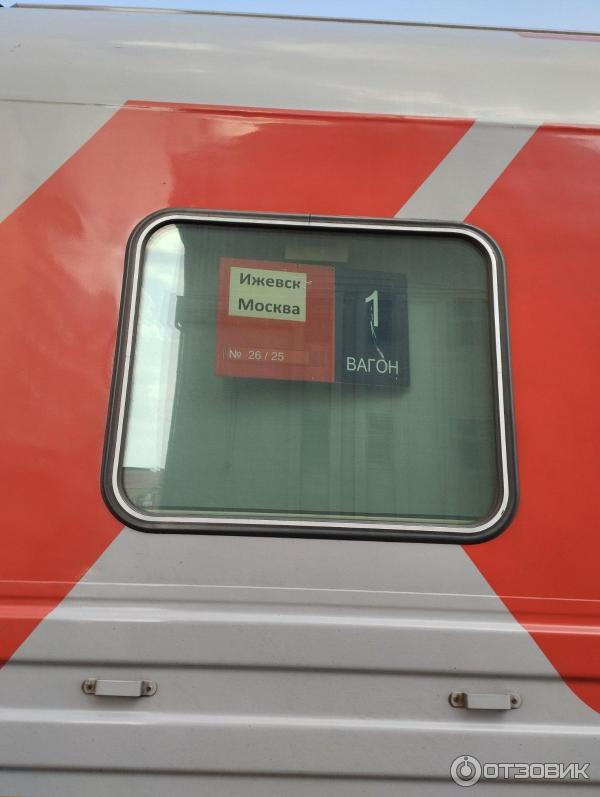 Ижевск
Москва
№ 26 / 25
1
ВАГОН
ОТЗОВИК